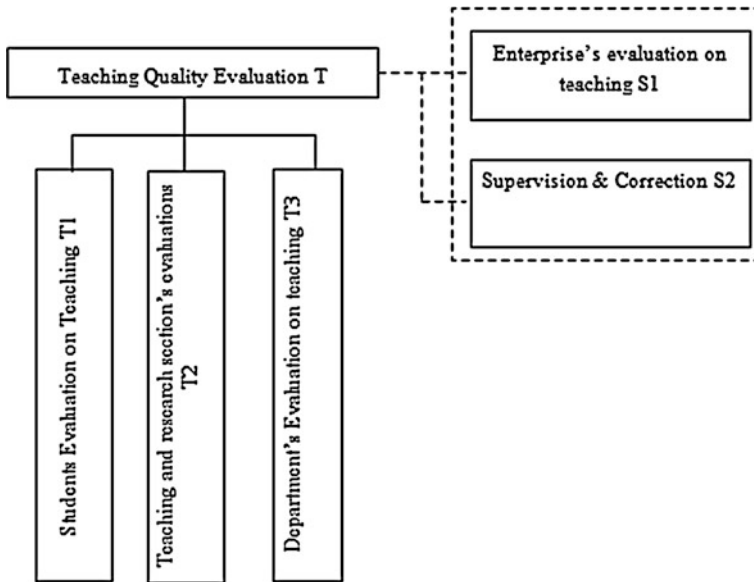 Teaching Quality Evaluation T
Enterprise's evaluation on
teaching S1
Supervision & Correction S2
Students Evaluation on Teaching T1
Teaching and research section's evaluations
T2
Department's Evaluation on teaching T3